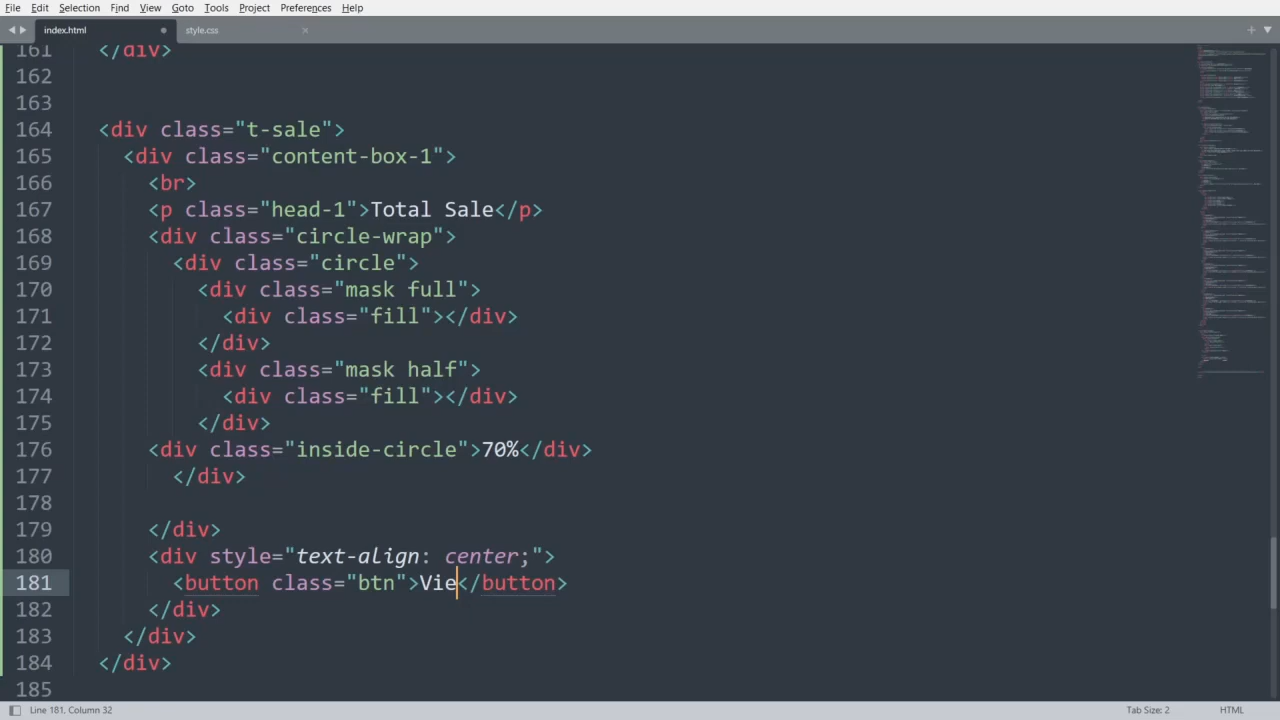 File Edit Selection Find View Goto Tools Project Preferences Help
index.html style.css
161 </div>
162
163
164 <div class="t-sale">
165 <div class="content-box-1">
166 <br>
167 <p class="head-1">Total Sale</p>
168 <div class="circle-wrap">
169 <div class="circle">
170 <div class="mask full">
171 <div class="fill"></div>
172 </div>
173 <div class="mask half">
174 <div class="fill"></div>
175 </div>
176 <div class="inside-circle">70%</div>
177 </div>
178
179 </div>
180 <div style="text-align: center;">
181 <button class="btn">Vie</button>
182 </div>
183 </div>
184 </div>
185
Line 181, Column 32 Tab Size: 2 HTML